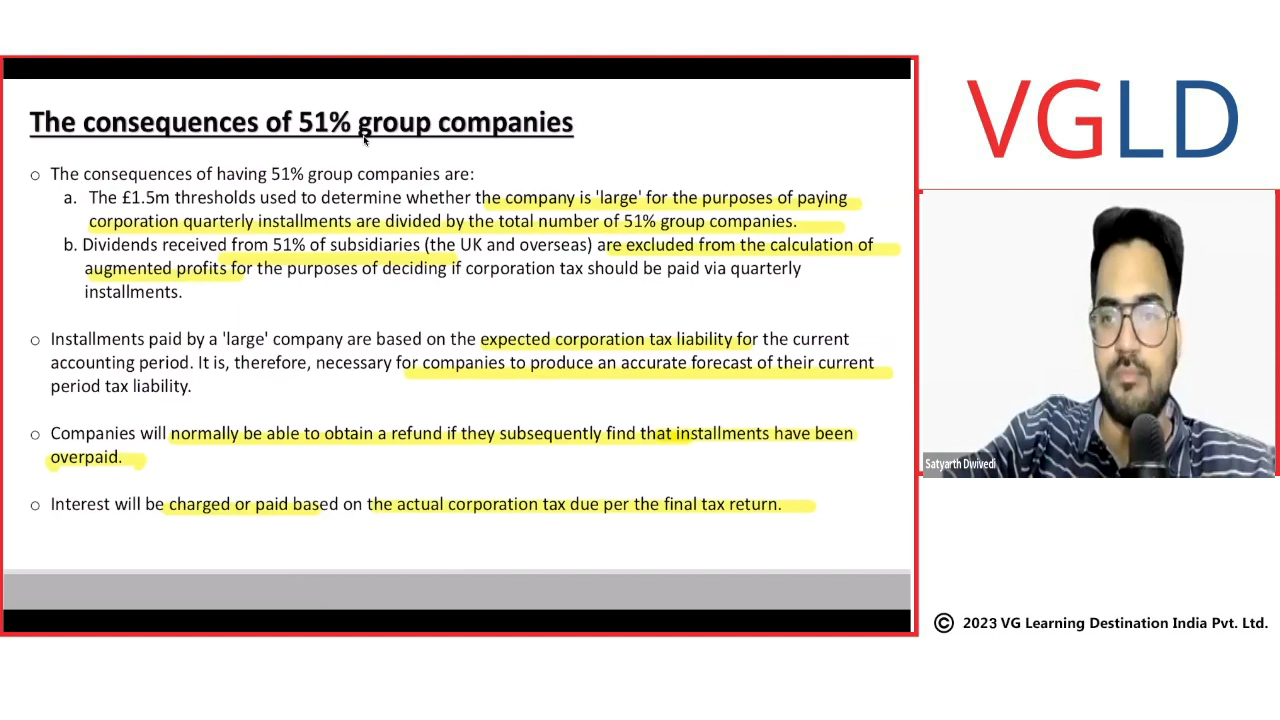 The consequences of 51% group companies
○ The consequences of having 51% group companies are:
a. The £1.5m thresholds used to determine whether the company is 'large' for the purposes of paying
corporation quarterly installments are divided by the total number of 51% group companies.
b. Dividends received from 51% of subsidiaries (the UK and overseas) are excluded from the calculation of
augmented profits for the purposes of deciding if corporation tax should be paid via quarterly
installments.
○ Installments paid by a 'large' company are based on the expected corporation tax liability for the current
accounting period. It is, therefore, necessary for companies to produce an accurate forecast of their current
period tax liability.
○ Companies will normally be able to obtain a refund if they subsequently find that installments have been
overpaid.
○ Interest will be charged or paid based on the actual corporation tax due per the final tax return.
VGLD
Satyarth Dwivedi
© 2023 VG Learning Destination India Pvt. Ltd.